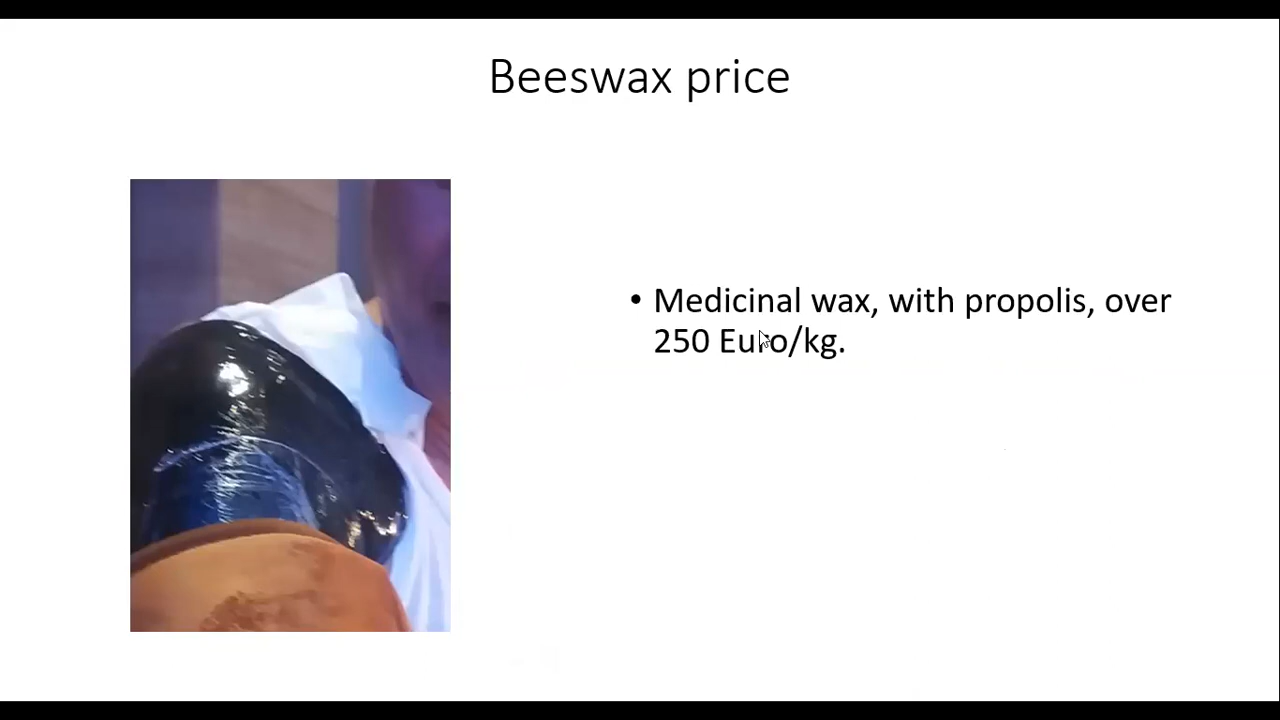 Beeswax price
• Medicinal wax, with propolis, over
250 Euro/kg.